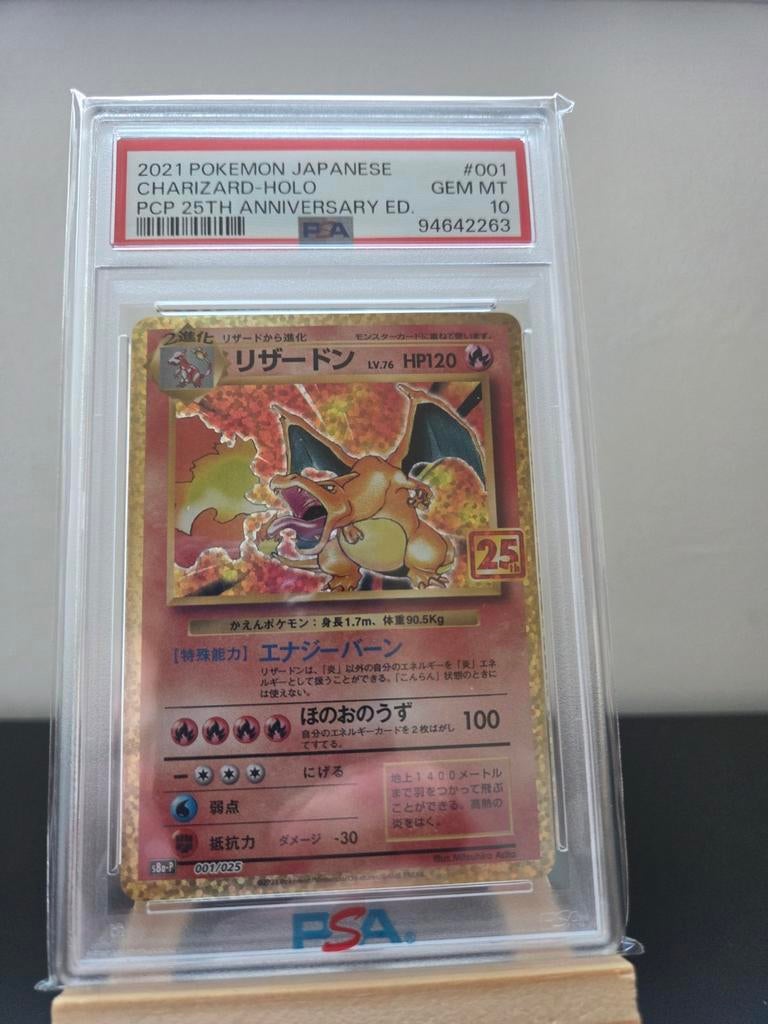 2021 POKEMON JAPANESE #001
CHARIZARD-HOLO GEM MT
PCP 25TH ANNIVERSARY ED. 10
PSA 94642263
2進化 リザードから進化 モンスターカードに重ねて使います。
リザードン LV.76 HP120
25th
かえんポケモン:身長1.7m、体重90.5Kg
[特殊能力] エナジーバーン
リザードンは、「炎」以外の自分のエネルギーを「炎」エネ
ルギーとして扱うことができる。「こんらん」状態のときに
は使えない。
ほのおのうず 100
自分のエネルギーカードを2枚はがし
てすてる。
にげる
弱点
抵抗力 ダメージ -30
地上1400メートル
まで羽をつかって飛ぶ
ことができる。高熱の
炎をはく。
Illus. Mitsuhiro Arita
s8a-P 001/025
PSA®